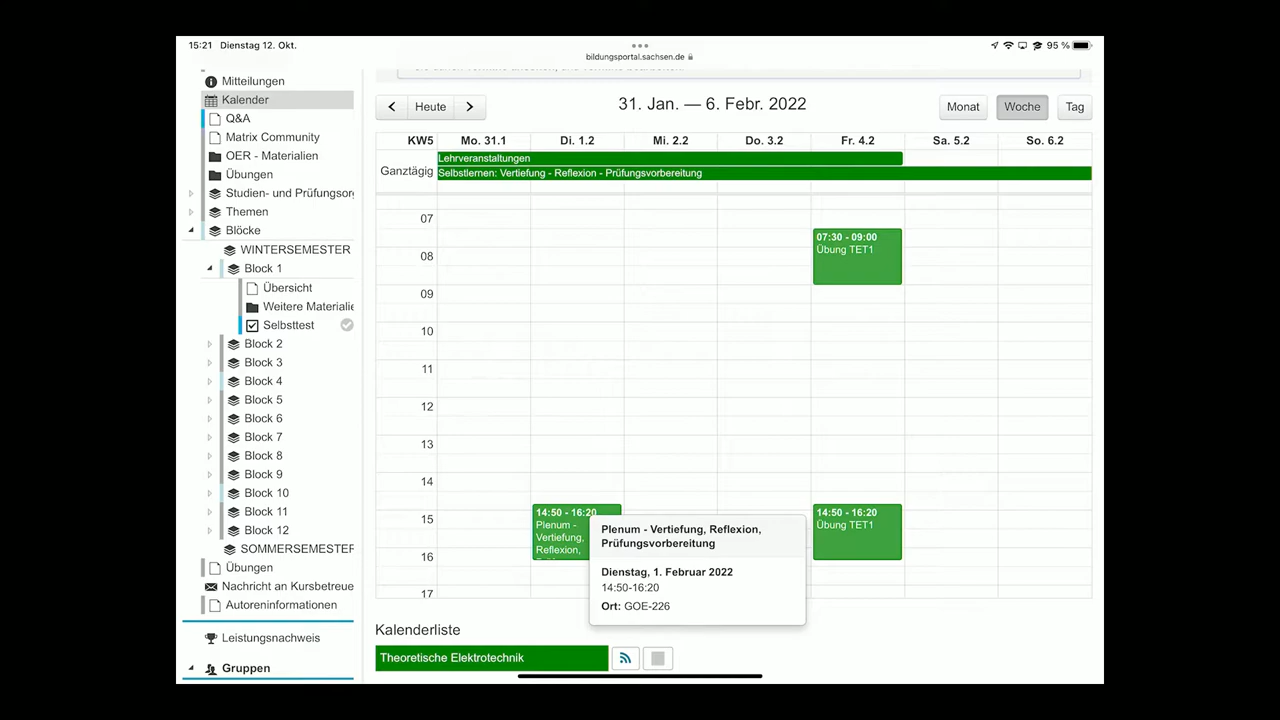 15:21 Dienstag 12. Okt.
95 %
bildungsportal.sachsen.de
Mitteilungen
Kalender
Q&A
Matrix Community
OER - Materialien
Übungen
Studien- und Prüfungsor
Themen
Blöcke
WINTERSEMESTER
Block 1
Übersicht
Weitere Materialie
Selbsttest
Block 2
Block 3
Block 4
Block 5
Block 6
Block 7
Block 8
Block 9
Block 10
Block 11
Block 12
SOMMERSEMESTER
Übungen
Nachricht an Kursbetreue
Autoreninformationen
Leistungsnachweis
Gruppen
Heute
31. Jan. — 6. Febr. 2022
Monat
Woche
Tag
KW5 Mo. 31.1 Di. 1.2 Mi. 2.2 Do. 3.2 Fr. 4.2 Sa. 5.2 So. 6.2
Ganztägig
Lehrveranstaltungen
Selbstlernen: Vertiefung - Reflexion - Prüfungsvorbereitung
07
08
09
10
11
12
13
14
15
16
17
07:30 - 09:00
Übung TET1
14:50 - 16:20
Plenum -
Vertiefung,
Reflexion,
14:50 - 16:20
Übung TET1
Plenum - Vertiefung, Reflexion,
Prüfungsvorbereitung
Dienstag, 1. Februar 2022
14:50-16:20
Ort: GOE-226
Kalenderliste
Theoretische Elektrotechnik